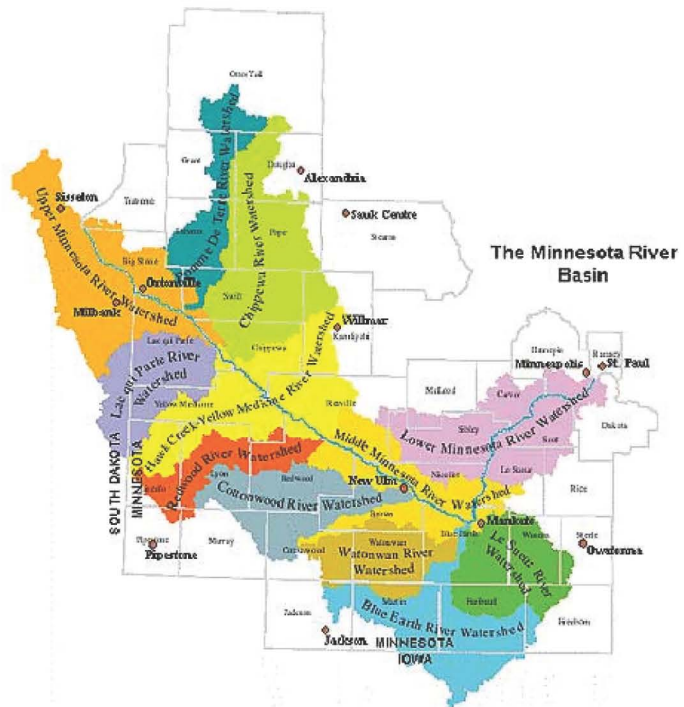 Otter Tail
Grant
Douglas
Alexandria
Pomme De Terre River Watershed
Sisseton
Traverse
Sauk Centre
Stearns
Stevens
Pope
Upper Minnesota River Watershed
Big Stone
Chippewa River Watershed
The Minnesota River
Basin
Ortonville
Swift
Millbank
Willmar
Kandiyohi
Lac qui Parle
Chippewa
Hennepin
Ramsey
St. Paul
Minneapolis
Lac qui Parle River
Watershed
McLeod
Carver
Yellow Medicine
Hawk Creek-Yellow Medicine River Watershed
Renville
Dakota
Sibley
Scott
Lower Minnesota River Watershed
SOUTH DAKOTA
MINNESOTA
Redwood River Watershed
Lyon
Redwood
Middle Minnesota River Watershed
Nicollet
Le Sueur
Rice
Lincoln
Cottonwood River Watershed
New Ulm
Brown
Mankato
Blue Earth
Waseca
Steele
Owatonna
Le Sueur River
Watershed
Pipestone
Pipestone
Murray
Cottonwood
Watonwan
Watonwan River
Watershed
Jackson
Martin
Faribault
Freeborn
Blue Earth River Watershed
Jackson
MINNESOTA
IOWA